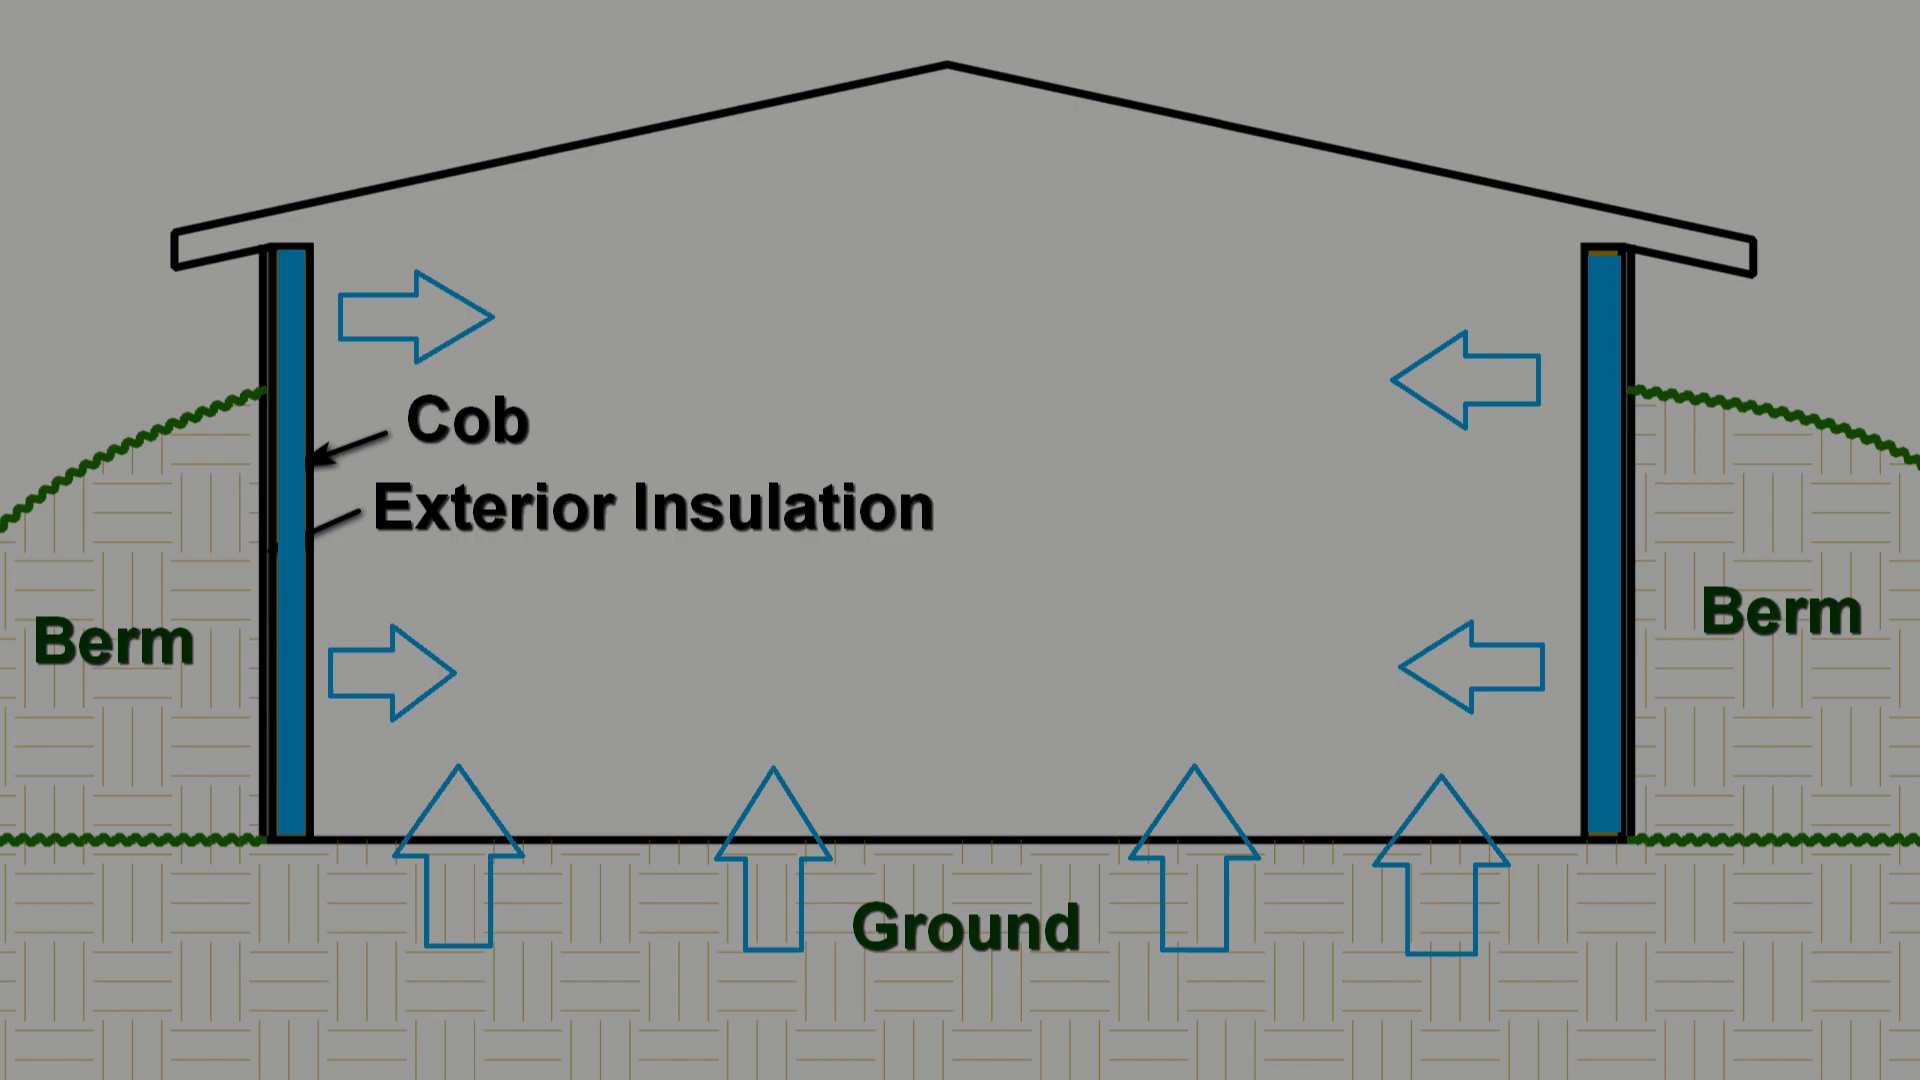 Cob
Exterior Insulation
Berm
Berm
Ground